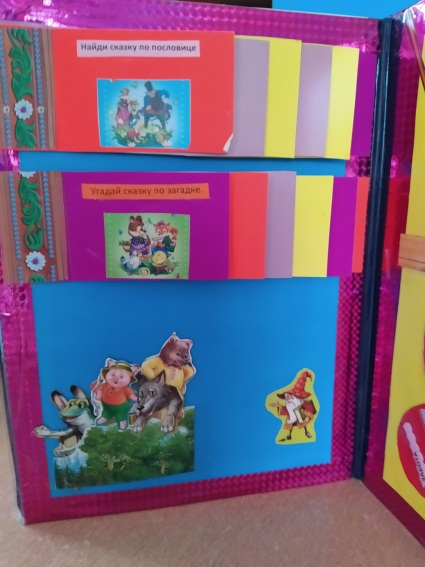 Найди сказку по пословице
Угадай сказку по загадке.